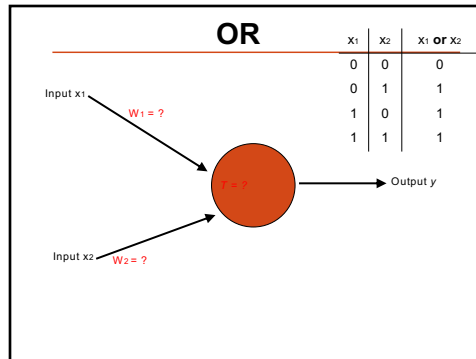 OR
x1 x2 x1 or x2
0 0 0
0 1 1
1 0 1
1 1 1
Input x1
W1 = ?
T = ?
Output y
Input x2
W2 = ?